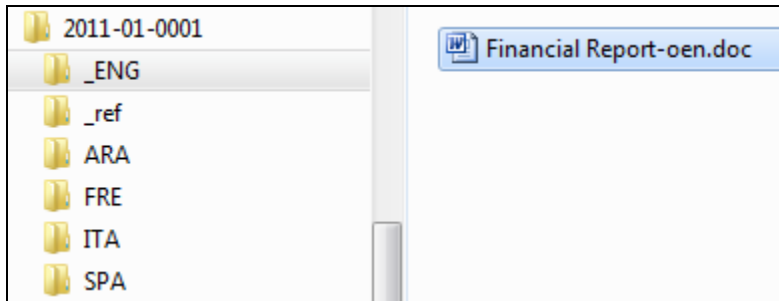 2011-01-0001
_ENG
_ref
ARA
FRE
ITA
SPA
Financial Report-oen.doc